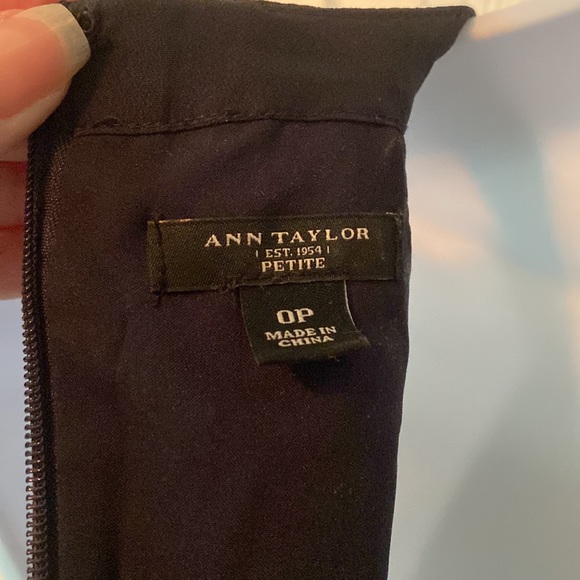 ANN TAYLOR
| EST. 1954 |
PETITE
0P
MADE IN
CHINA